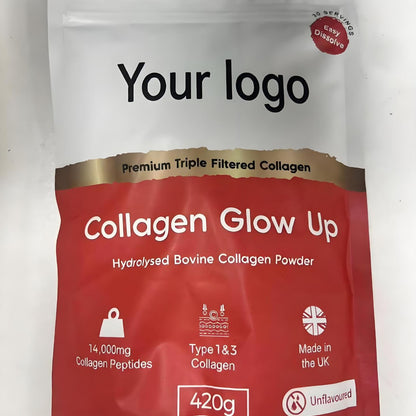 30 SERVINGS
Easy
Dissolve
Your logo
Premium Triple Filtered Collagen
Collagen Glow Up
Hydrolysed Bovine Collagen Powder
14,000mg
Collagen Peptides
Type 1 & 3
Collagen
Made in
the UK
420g
Unflavoured